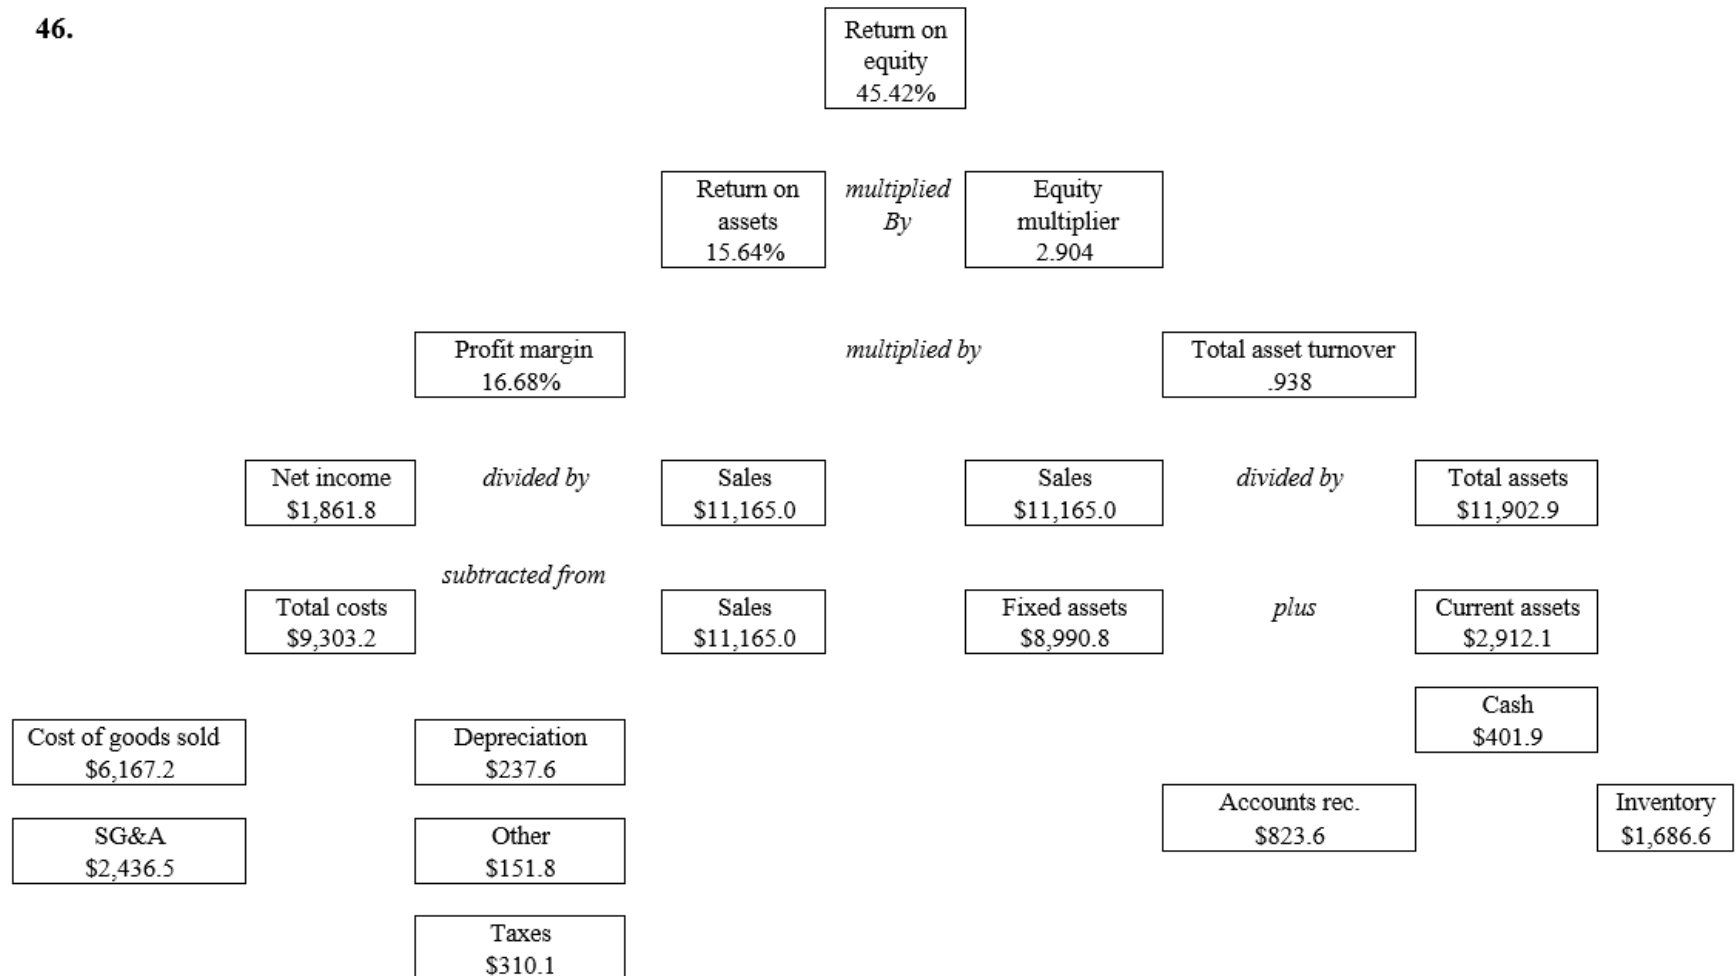 46.
Return on
equity
45.42%
Return on
assets
15.64%
multiplied
By
Equity
multiplier
2.904
Profit margin
16.68%
multiplied by
Total asset turnover
.938
Net income
$1,861.8
divided by
Sales
$11,165.0
Sales
$11,165.0
divided by
Total assets
$11,902.9
subtracted from
Total costs
$9,303.2
Sales
$11,165.0
Fixed assets
$8,990.8
plus
Current assets
$2,912.1
Cash
$401.9
Cost of goods sold
$6,167.2
Depreciation
$237.6
Accounts rec.
$823.6
Inventory
$1,686.6
SG&A
$2,436.5
Other
$151.8
Taxes
$310.1